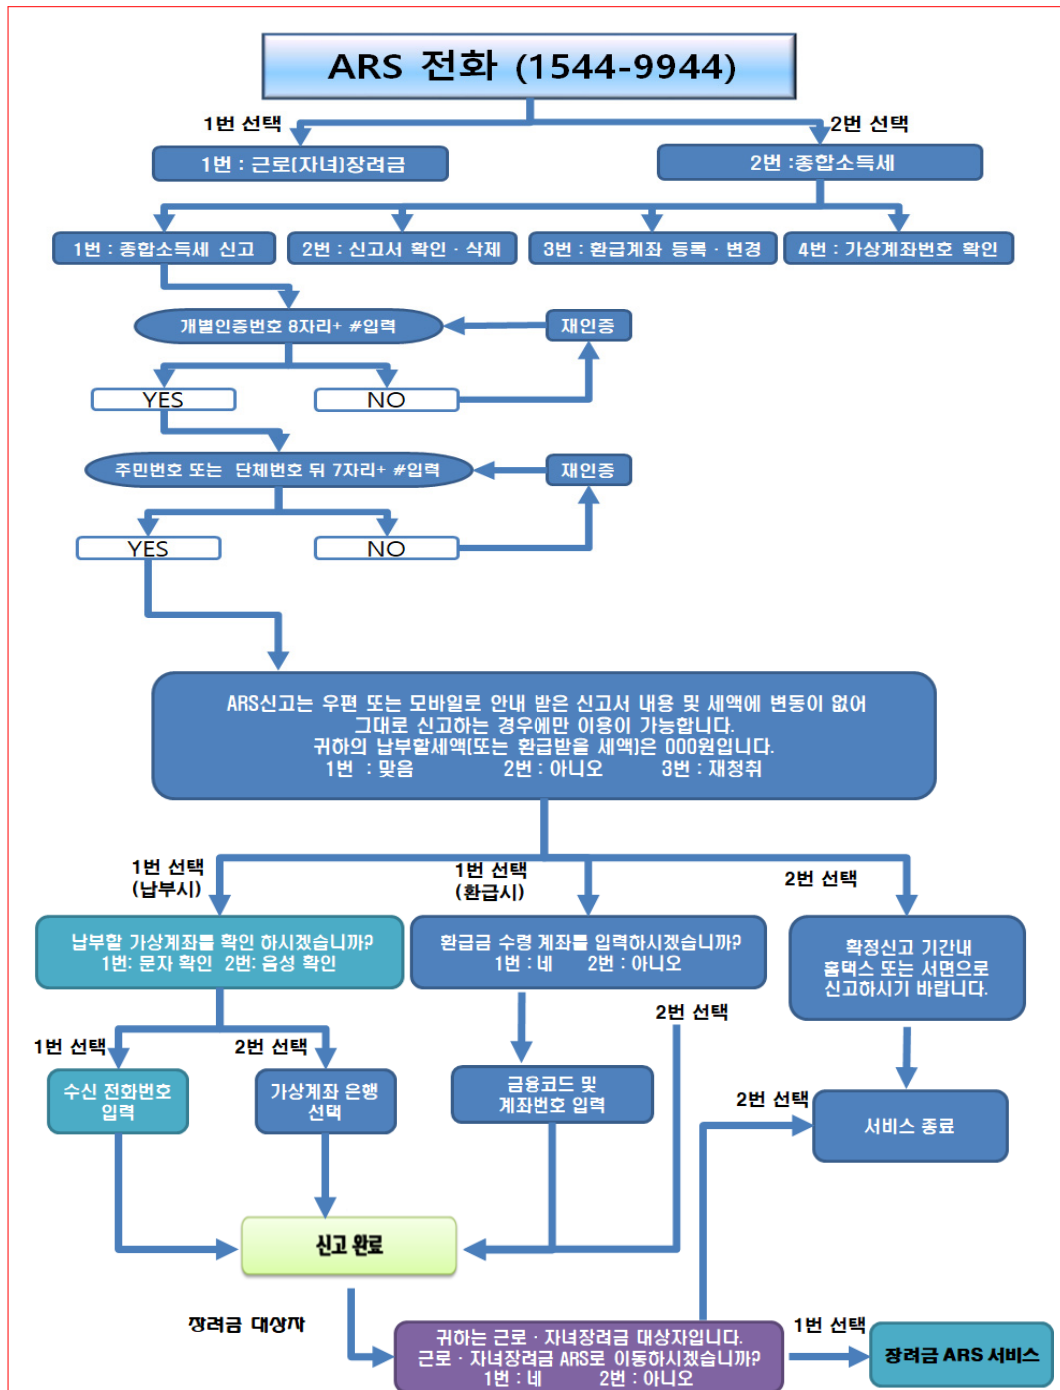 ARS 전화 (1544-9944)
1번 선택
2번 선택
1번 : 근로(자녀)장려금
2번 :종합소득세
1번 : 종합소득세 신고
2번 : 신고서 확인 · 삭제
3번 : 환급계좌 등록 · 변경
4번 : 가상계좌번호 확인
개별인증번호 8자리+ #입력
재인증
YES
NO
주민번호 또는 단체번호 뒤 7자리+ #입력
재인증
YES
NO
ARS신고는 우편 또는 모바일로 안내 받은 신고서 내용 및 세액에 변동이 없어
그대로 신고하는 경우에만 이용이 가능합니다.
귀하의 납부할세액(또는 환급받을 세액)은 000원입니다.
1번 : 맞음 2번 : 아니오 3번 : 재청취
1번 선택
(납부시)
1번 선택
(환급시)
2번 선택
납부할 가상계좌를 확인 하시겠습니까?
1번: 문자 확인 2번: 음성 확인
환급금 수령 계좌를 입력하시겠습니까?
1번 : 네 2번 : 아니오
확정신고 기간내
홈택스 또는 서면으로
신고하시기 바랍니다.
1번 선택
2번 선택
2번 선택
수신 전화번호
입력
가상계좌 은행
선택
금융코드 및
계좌번호 입력
2번 선택
서비스 종료
신고 완료
장려금 대상자
귀하는 근로 · 자녀장려금 대상자입니다.
근로 · 자녀장려금 ARS로 이동하시겠습니까?
1번 : 네 2번 : 아니오
1번 선택
장려금 ARS 서비스